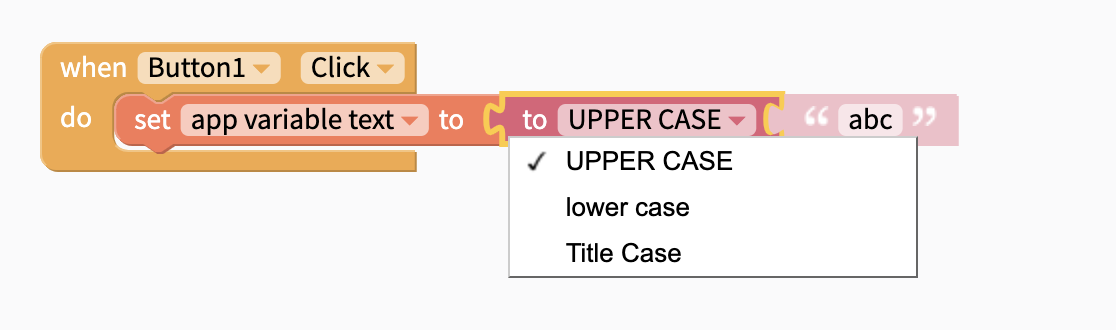 when Button1 Click
do set app variable text to to UPPER CASE “ abc ”
✓ UPPER CASE
lower case
Title Case